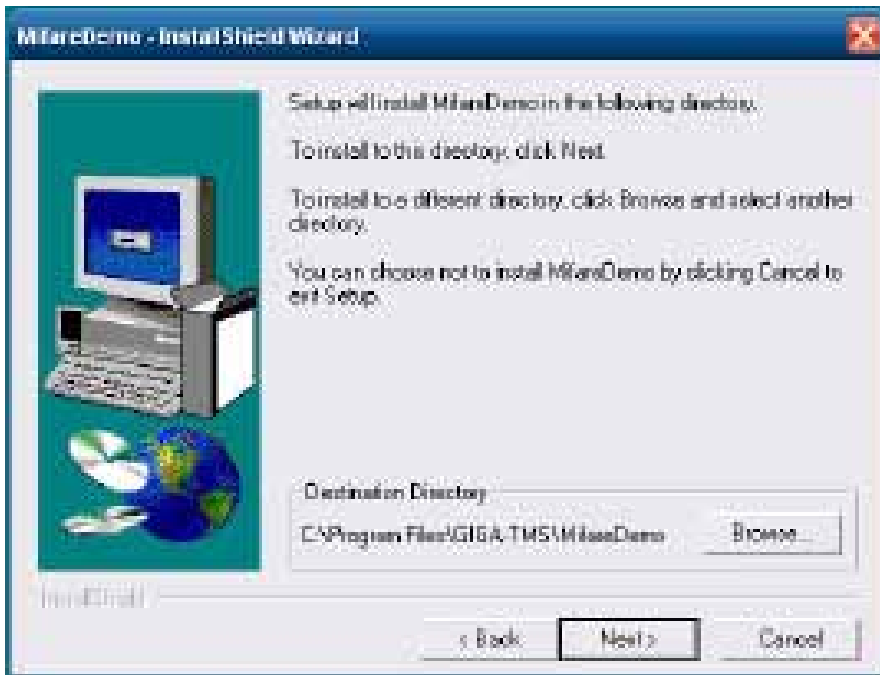 MifareDemo - InstallShield Wizard
Setup will install MifareDemo in the following directory.
To install to this directory, click Next.
To install to a different directory, click Browse and select another
directory.
You can choose not to install MifareDemo by clicking Cancel to
exit Setup.
Destination Directory
C:\Program Files\GIGA-TMS\MifareDemo
Browse...
InstallShield
< Back
Next >
Cancel